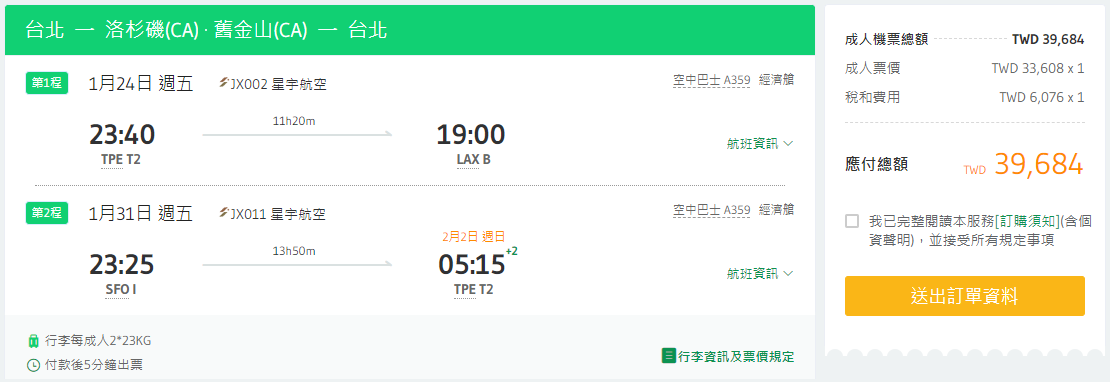 台北 — 洛杉磯(CA) · 舊金山(CA) — 台北
第1程 1月24日 週五 JX002 星宇航空 空中巴士 A359 經濟艙
23:40 11h20m 19:00
TPE T2 LAX B
航班資訊
第2程 1月31日 週五 JX011 星宇航空 空中巴士 A359 經濟艙
2月2日 週日
23:25 13h50m 05:15 +2
SFO I TPE T2
航班資訊
行李每成人2*23KG
付款後5分鐘出票
行李資訊及票價規定
成人機票總額 TWD 39,684
成人票價 TWD 33,608 x 1
稅和費用 TWD 6,076 x 1
應付總額 TWD 39,684
我已完整閱讀本服務[訂購須知](含個
資聲明)，並接受所有規定事項
送出訂單資料